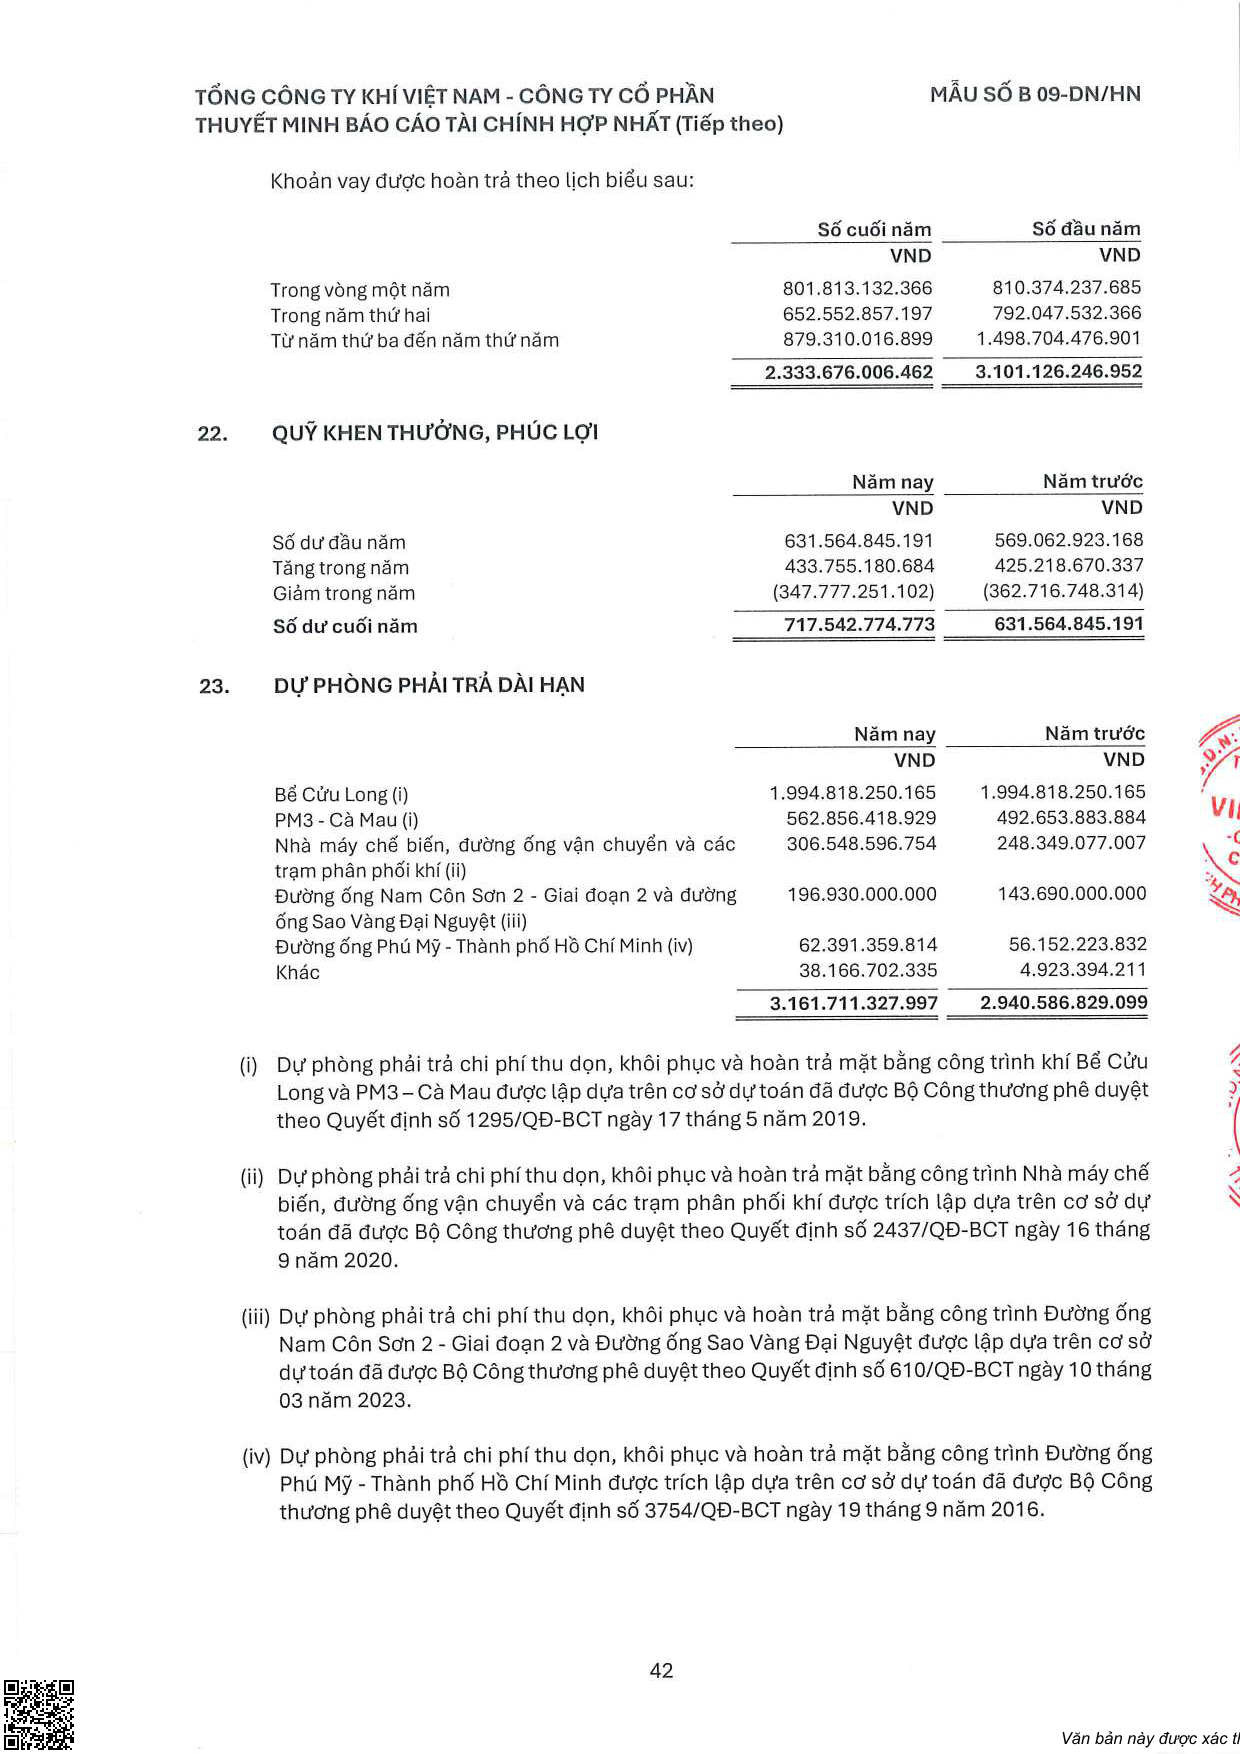 TỔNG CÔNG TY KHÍ VIỆT NAM - CÔNG TY CỔ PHẦN MẪU SỐ B 09-DN/HN
THUYẾT MINH BÁO CÁO TÀI CHÍNH HỢP NHẤT (Tiếp theo)
Khoản vay được hoàn trả theo lịch biểu sau:
Số cuối năm Số đầu năm
VND VND
Trong vòng một năm 801.813.132.366 810.374.237.685
Trong năm thứ hai 652.552.857.197 792.047.532.366
Từ năm thứ ba đến năm thứ năm 879.310.016.899 1.498.704.476.901
2.333.676.006.462 3.101.126.246.952
22. QUỸ KHEN THƯỞNG, PHÚC LỢI
Năm nay Năm trước
VND VND
Số dư đầu năm 631.564.845.191 569.062.923.168
Tăng trong năm 433.755.180.684 425.218.670.337
Giảm trong năm (347.777.251.102) (362.716.748.314)
Số dư cuối năm 717.542.774.773 631.564.845.191
23. DỰ PHÒNG PHẢI TRẢ DÀI HẠN
Năm nay Năm trước
VND VND
Bể Cửu Long (i) 1.994.818.250.165 1.994.818.250.165
PM3 - Cà Mau (i) 562.856.418.929 492.653.883.884
Nhà máy chế biến, đường ống vận chuyển và các 306.548.596.754 248.349.077.007
trạm phân phối khí (ii)
Đường ống Nam Côn Sơn 2 - Giai đoạn 2 và đường 196.930.000.000 143.690.000.000
ống Sao Vàng Đại Nguyệt (iii)
Đường ống Phú Mỹ - Thành phố Hồ Chí Minh (iv) 62.391.359.814 56.152.223.832
Khác 38.166.702.335 4.923.394.211
3.161.711.327.997 2.940.586.829.099
(i) Dự phòng phải trả chi phí thu dọn, khôi phục và hoàn trả mặt bằng công trình khí Bể Cửu
Long và PM3 – Cà Mau được lập dựa trên cơ sở dự toán đã được Bộ Công thương phê duyệt
theo Quyết định số 1295/QĐ-BCT ngày 17 tháng 5 năm 2019.
(ii) Dự phòng phải trả chi phí thu dọn, khôi phục và hoàn trả mặt bằng công trình Nhà máy chế
biến, đường ống vận chuyển và các trạm phân phối khí được trích lập dựa trên cơ sở dự
toán đã được Bộ Công thương phê duyệt theo Quyết định số 2437/QĐ-BCT ngày 16 tháng
9 năm 2020.
(iii) Dự phòng phải trả chi phí thu dọn, khôi phục và hoàn trả mặt bằng công trình Đường ống
Nam Côn Sơn 2 - Giai đoạn 2 và Đường ống Sao Vàng Đại Nguyệt được lập dựa trên cơ sở
dự toán đã được Bộ Công thương phê duyệt theo Quyết định số 610/QĐ-BCT ngày 10 tháng
03 năm 2023.
(iv) Dự phòng phải trả chi phí thu dọn, khôi phục và hoàn trả mặt bằng công trình Đường ống
Phú Mỹ - Thành phố Hồ Chí Minh được trích lập dựa trên cơ sở dự toán đã được Bộ Công
thương phê duyệt theo Quyết định số 3754/QĐ-BCT ngày 19 tháng 9 năm 2016.
42
Văn bản này được xác